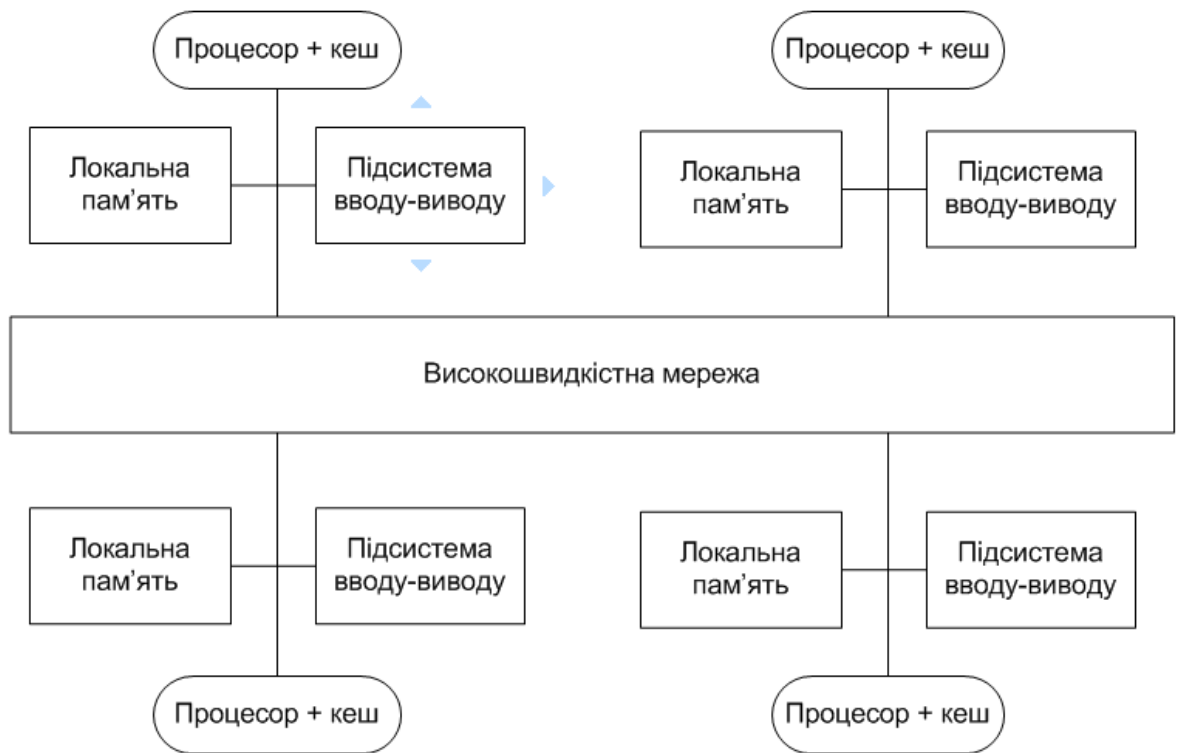 Процесор + кеш
Процесор + кеш
Локальна
пам’ять
Підсистема
вводу-виводу
Локальна
пам’ять
Підсистема
вводу-виводу
Високошвидкістна мережа
Локальна
пам’ять
Підсистема
вводу-виводу
Локальна
пам’ять
Підсистема
вводу-виводу
Процесор + кеш
Процесор + кеш